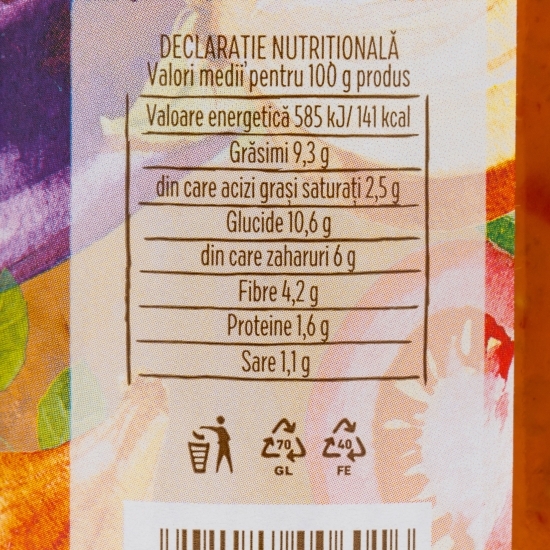 DECLARAȚIE NUTRIȚIONALĂ
Valori medii pentru 100 g produs
Valoare energetică 585 kJ/ 141 kcal
Grăsimi 9,3 g
din care acizi grași saturați 2,5 g
Glucide 10,6 g
din care zaharuri 6 g
Fibre 4,2 g
Proteine 1,6 g
Sare 1,1 g
70 40
GL FE